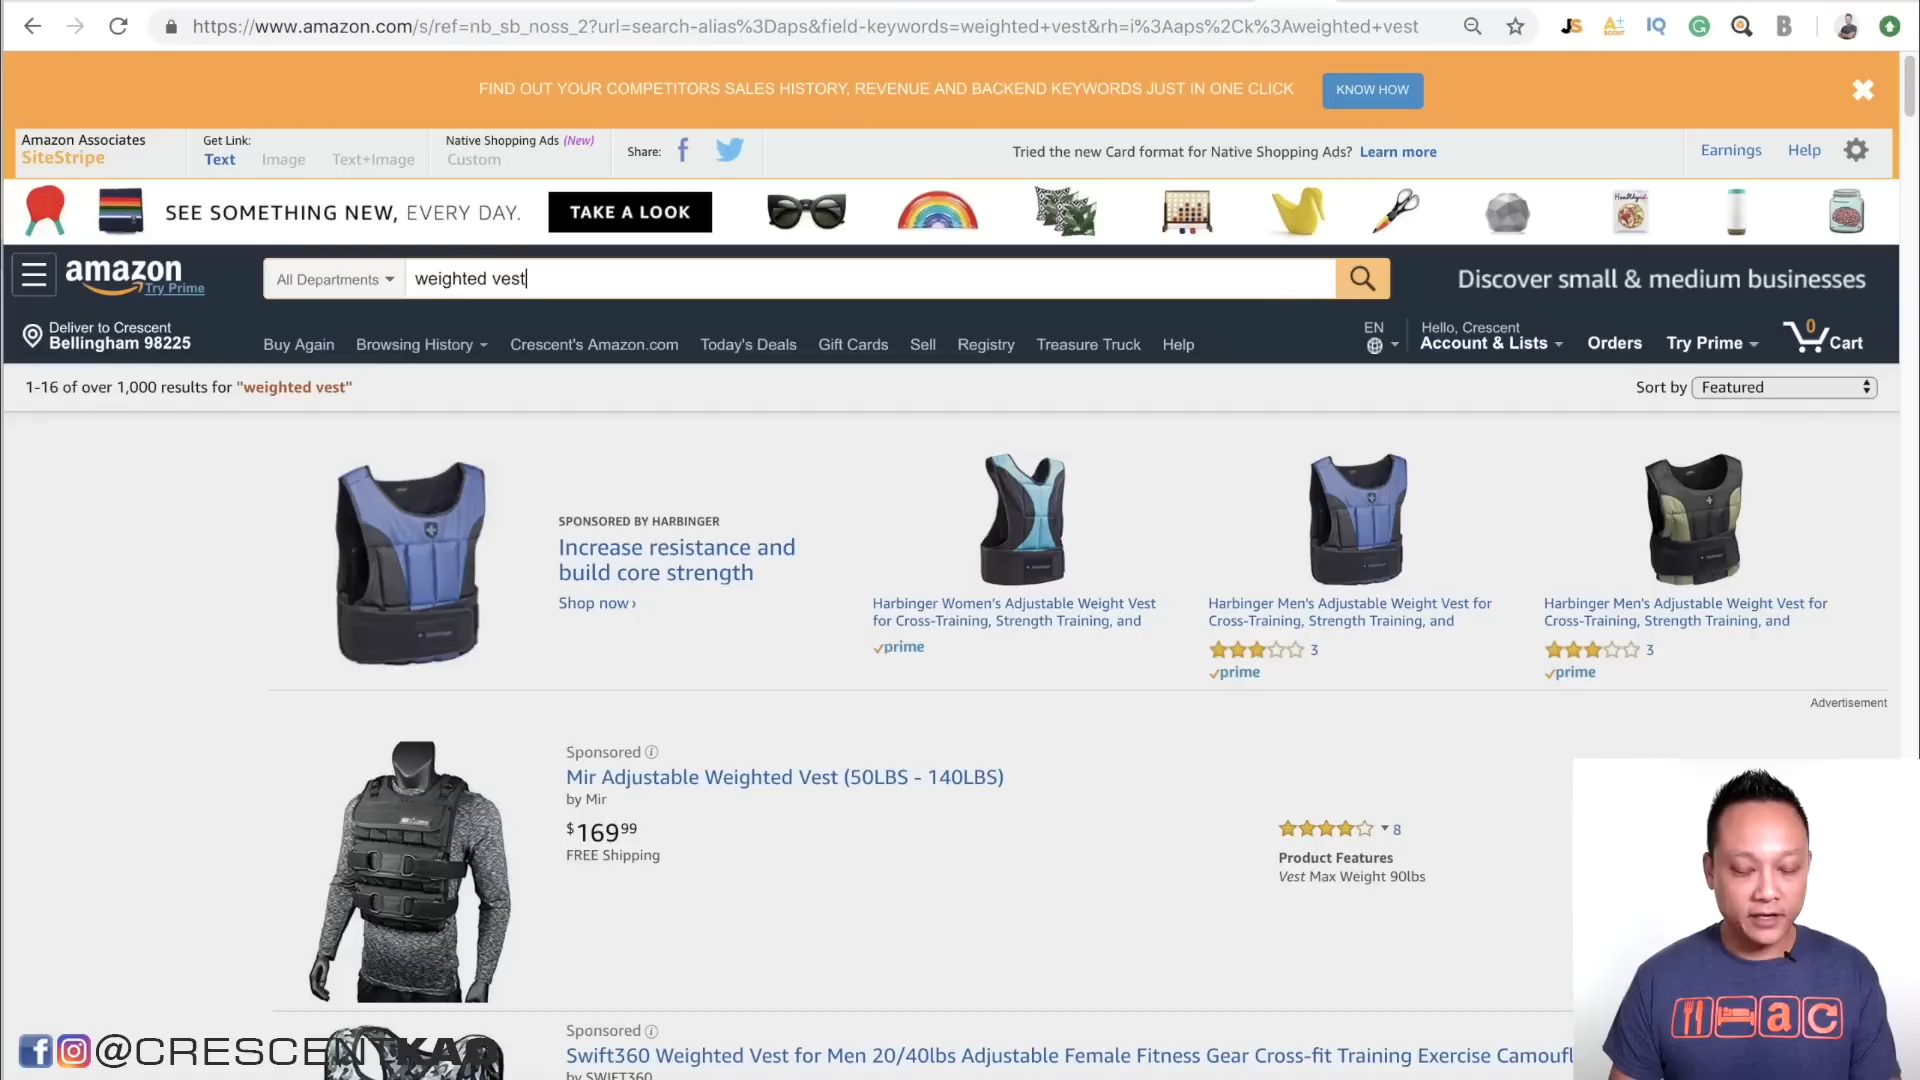 https://www.amazon.com/s/ref=nb_sb_noss_2?url=search-alias%3Daps&field-keywords=weighted+vest&rh=i%3Aaps%2Ck%3Aweighted+vest
JS
A±
SCOUT
IQ
G
B
FIND OUT YOUR COMPETITORS SALES HISTORY, REVENUE AND BACKEND KEYWORDS JUST IN ONE CLICK
KNOW HOW
Amazon Associates
SiteStripe
Get Link:
Text Image Text+Image
Native Shopping Ads (New)
Custom
Share:
Tried the new Card format for Native Shopping Ads? Learn more
Earnings Help
SEE SOMETHING NEW, EVERY DAY.
TAKE A LOOK
amazon
Try Prime
All Departments
weighted vest
Discover small & medium businesses
Deliver to Crescent
Bellingham 98225
Buy Again Browsing History Crescent's Amazon.com Today's Deals Gift Cards Sell Registry Treasure Truck Help
EN
Hello, Crescent
Account & Lists
Orders
Try Prime
0
Cart
1-16 of over 1,000 results for "weighted vest"
Sort by Featured
SPONSORED BY HARBINGER
Increase resistance and
build core strength
Shop now ›
Harbinger Women's Adjustable Weight Vest
for Cross-Training, Strength Training, and
prime
Harbinger Men's Adjustable Weight Vest for
Cross-Training, Strength Training, and
3
prime
Harbinger Men's Adjustable Weight Vest for
Cross-Training, Strength Training, and
3
prime
Advertisement
Sponsored
Mir Adjustable Weighted Vest (50LBS - 140LBS)
by Mir
$169.99
FREE Shipping
8
Product Features
Vest Max Weight 90lbs
Sponsored
Swift360 Weighted Vest for Men 20/40lbs Adjustable Female Fitness Gear Cross-fit Training Exercise Camoufl
by SWIFT360
@CRESCENTKAO
a C